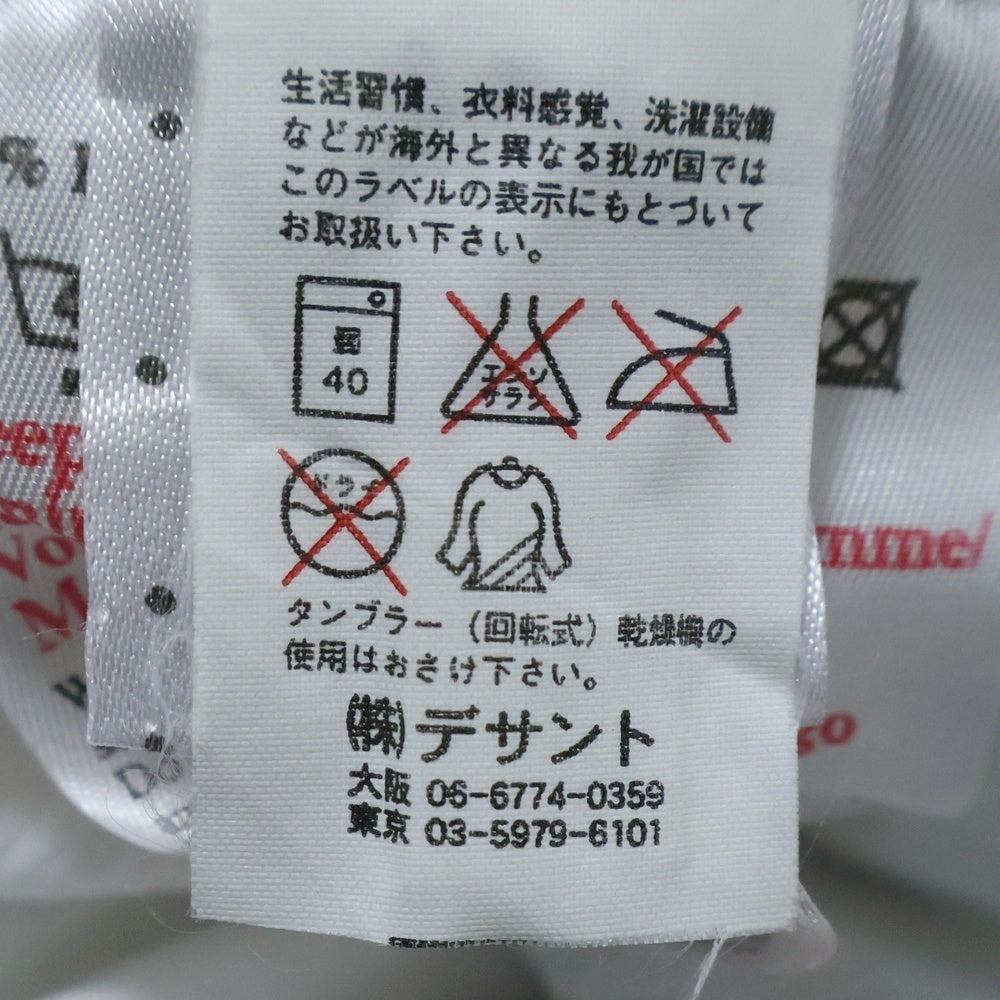 生活習慣、衣料感覚、洗濯設備
などが海外と異なる我が国では
このラベルの表示にもとづいて
お取扱い下さい。
40
エンソ
サラシ
ドライ
タンブラー（回転式）乾燥機の
使用はおさけ下さい。
㈱デサント
大阪 06-6774-0359
東京 03-5979-6101